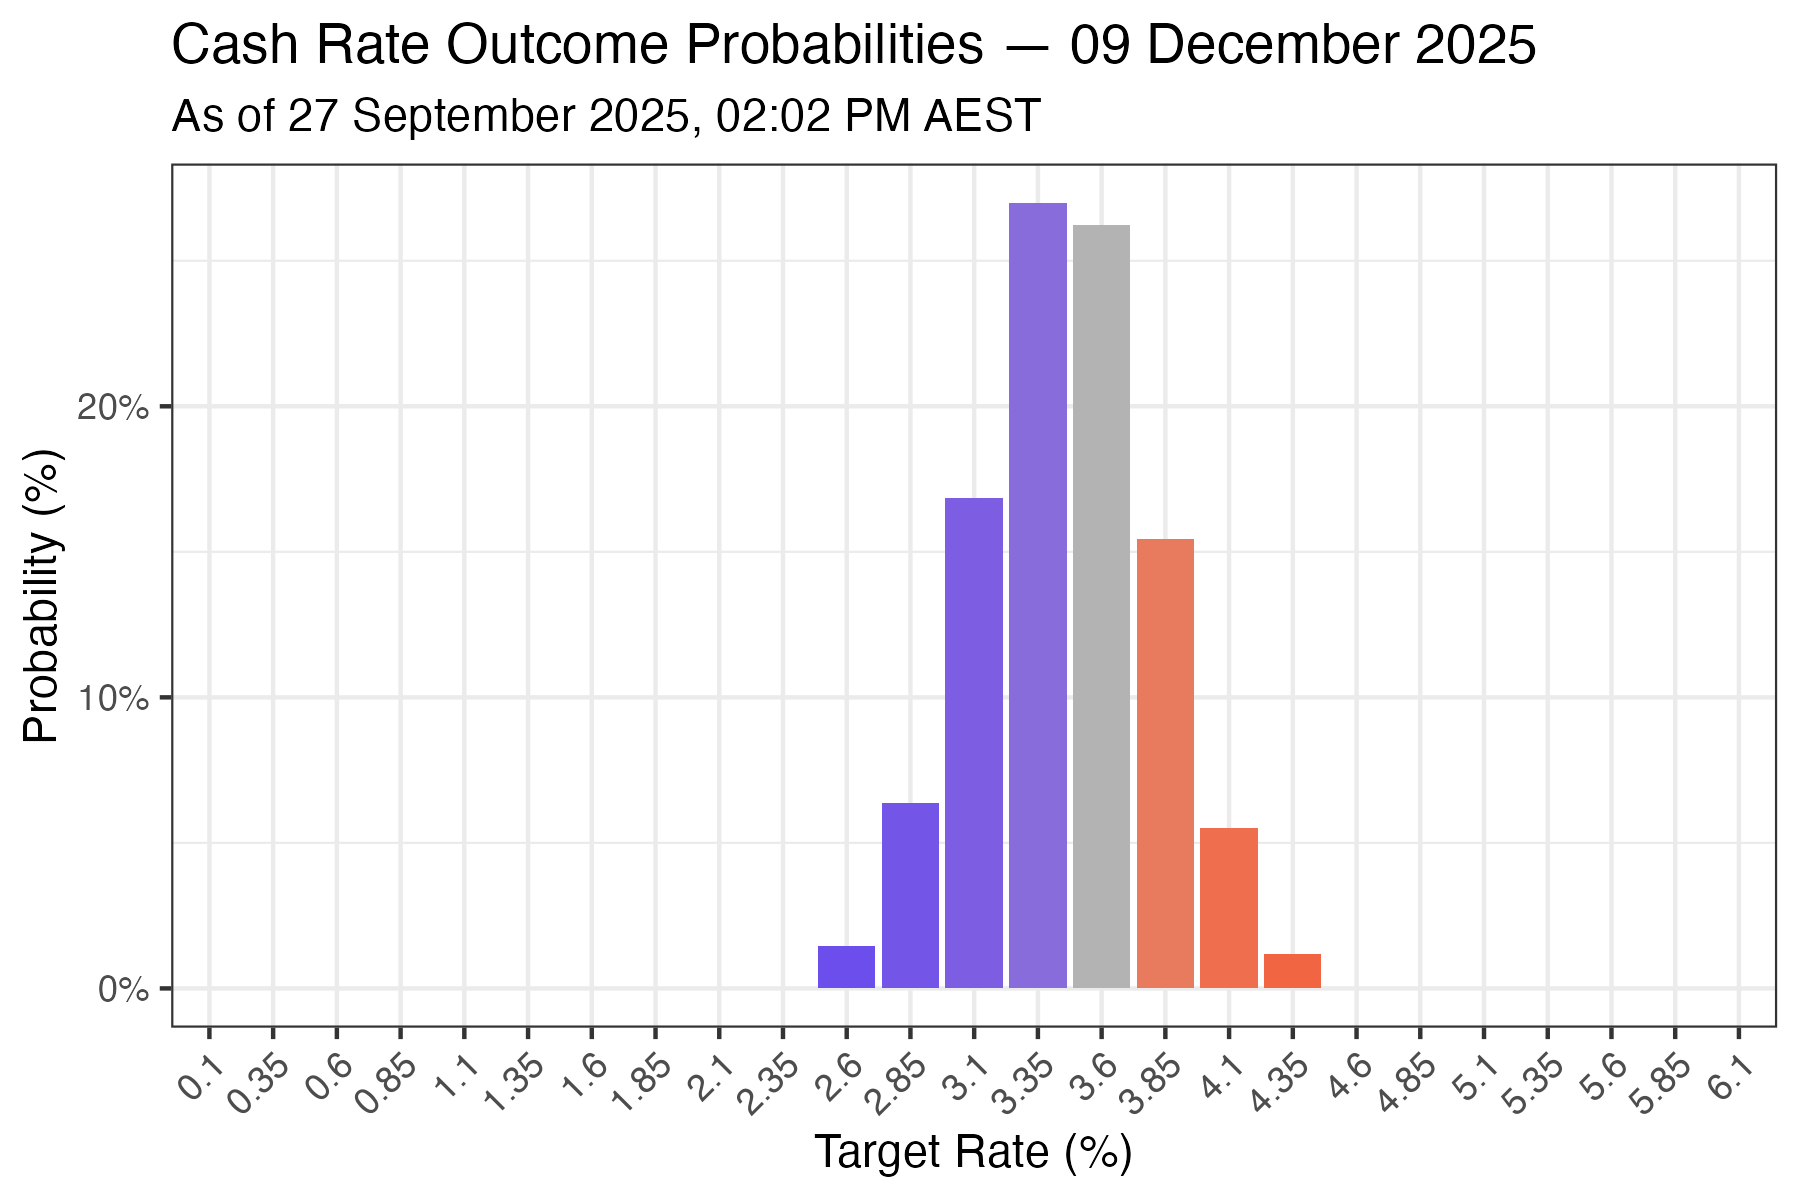 Cash Rate Outcome Probabilities — 09 December 2025
As of 27 September 2025, 02:02 PM AEST
Probability (%)
20%
10%
0%
0.1 0.35 0.6 0.85 1.1 1.35 1.6 1.85 2.1 2.35 2.6 2.85 3.1 3.35 3.6 3.85 4.1 4.35 4.6 4.85 5.1 5.35 5.6 5.85 6.1
Target Rate (%)